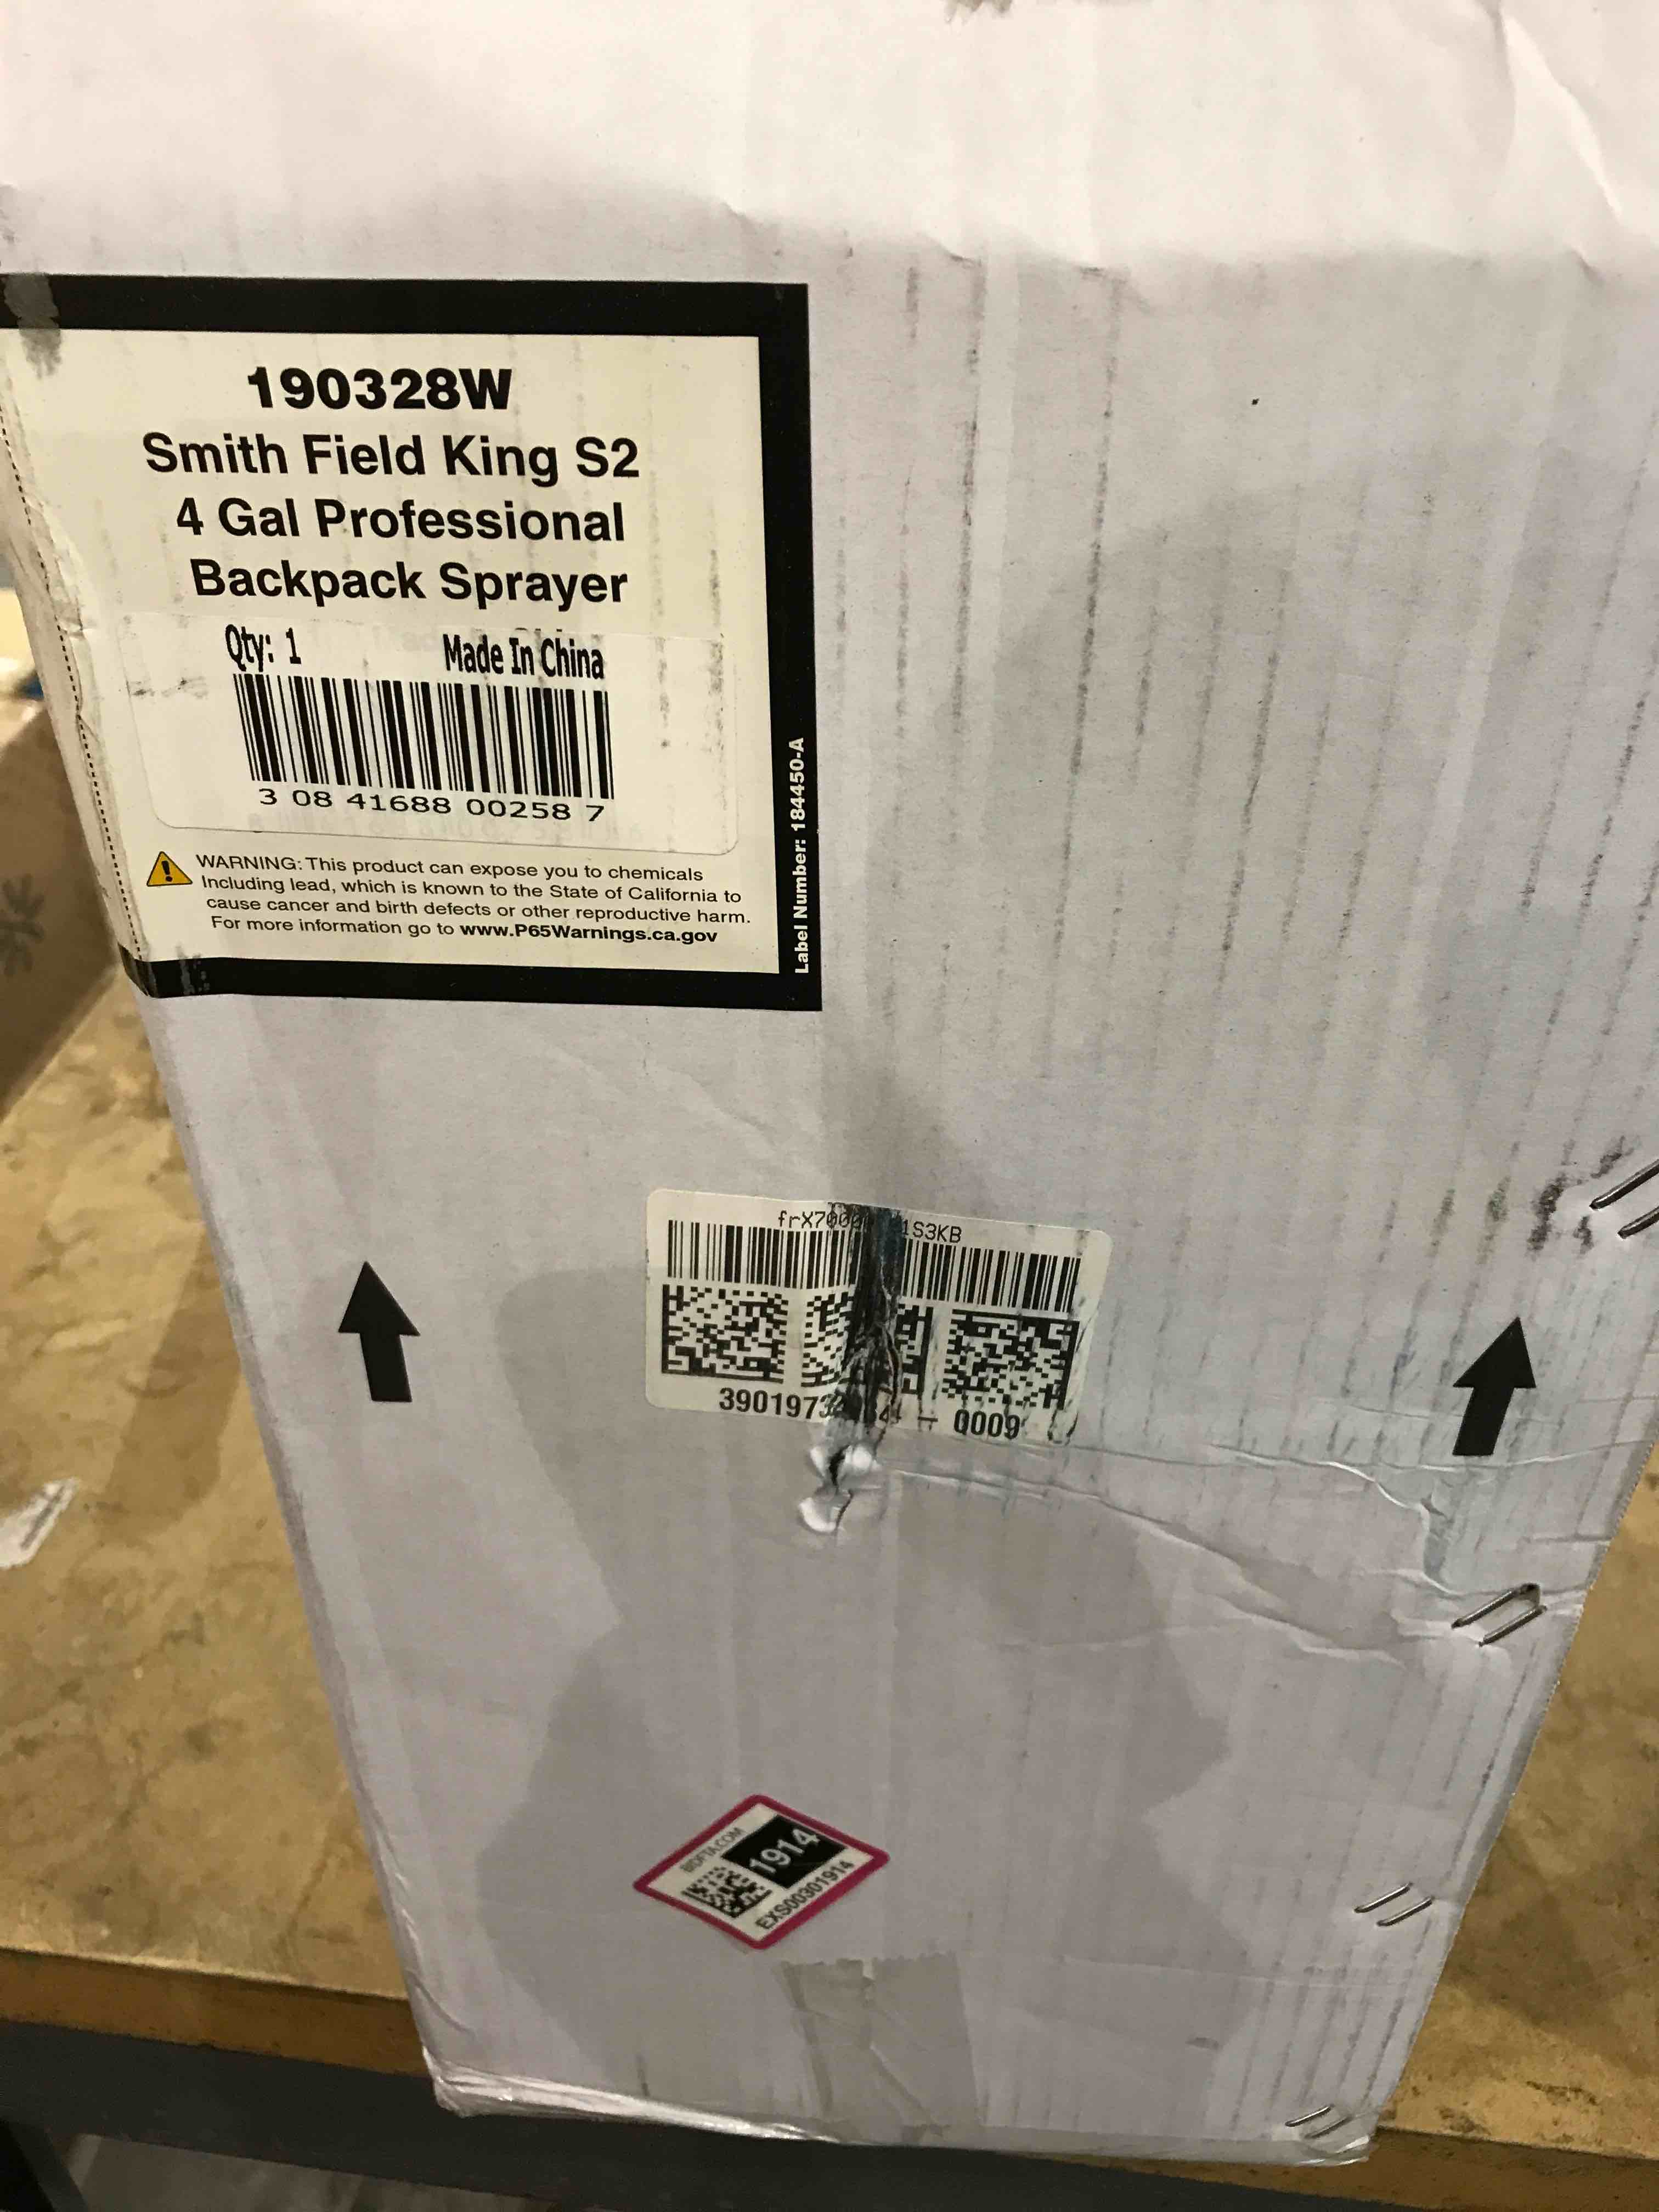 190328W
Smith Field King S2
4 Gal Professional
Backpack Sprayer
Qty: 1 Made In China
3 08 41688 00258 7
WARNING: This product can expose you to chemicals
Including lead, which is known to the State of California to
cause cancer and birth defects or other reproductive harm.
For more information go to www.P65Warnings.ca.gov
Label Number: 184450-A
0009
BIDFTA.COM
1914
EXS00301914